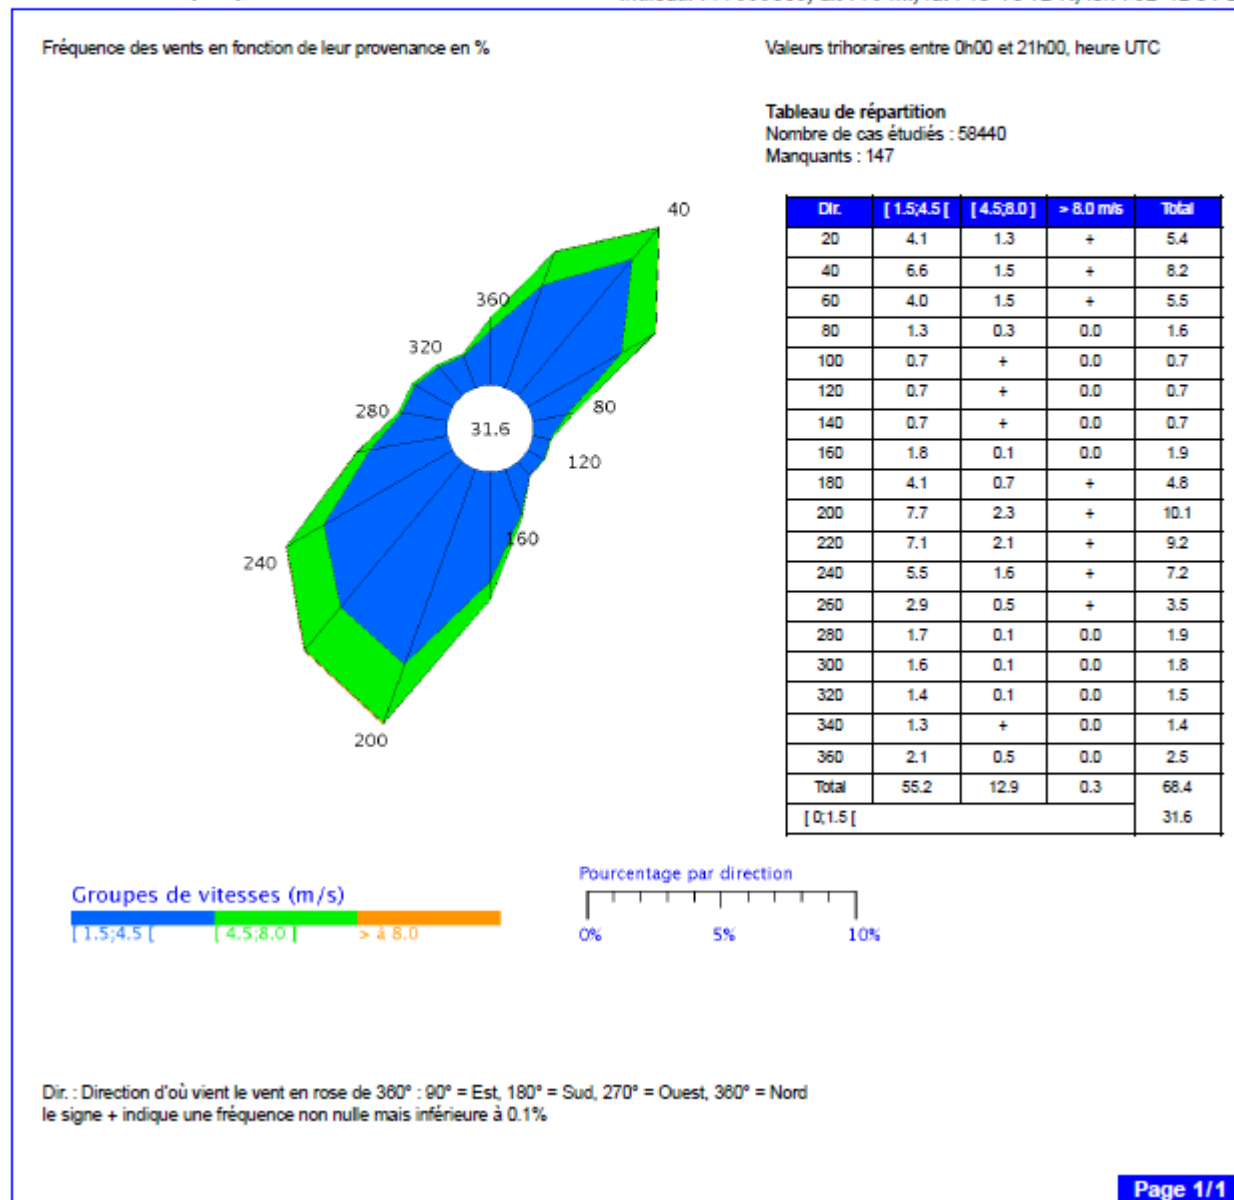 Fréquence des vents en fonction de leur provenance en %
Valeurs trihoraires entre 0h00 et 21h00, heure UTC
Tableau de répartition
Nombre de cas étudiés : 58440
Manquants : 147
40
360
320
280
31.6
80
120
160
240
200
Dir. [ 1.5;4.5 [ [ 4.5;8.0 ] > 8.0 m/s Total
20 4.1 1.3 + 5.4
40 6.6 1.5 + 8.2
60 4.0 1.5 + 5.5
80 1.3 0.3 0.0 1.6
100 0.7 + 0.0 0.7
120 0.7 + 0.0 0.7
140 0.7 + 0.0 0.7
160 1.8 0.1 0.0 1.9
180 4.1 0.7 + 4.8
200 7.7 2.3 + 10.1
220 7.1 2.1 + 9.2
240 5.5 1.6 + 7.2
260 2.9 0.5 + 3.5
280 1.7 0.1 0.0 1.9
300 1.6 0.1 0.0 1.8
320 1.4 0.1 0.0 1.5
340 1.3 + 0.0 1.4
360 2.1 0.5 0.0 2.5
Total 55.2 12.9 0.3 68.4
[ 0;1.5 [ 31.6
Groupes de vitesses (m/s)
[ 1.5;4.5 [ [ 4.5;8.0 ] > à 8.0
Pourcentage par direction
0% 5% 10%
Dir. : Direction d'où vient le vent en rose de 360° : 90° = Est, 180° = Sud, 270° = Ouest, 360° = Nord
le signe + indique une fréquence non nulle mais inférieure à 0.1%
Page 1/1